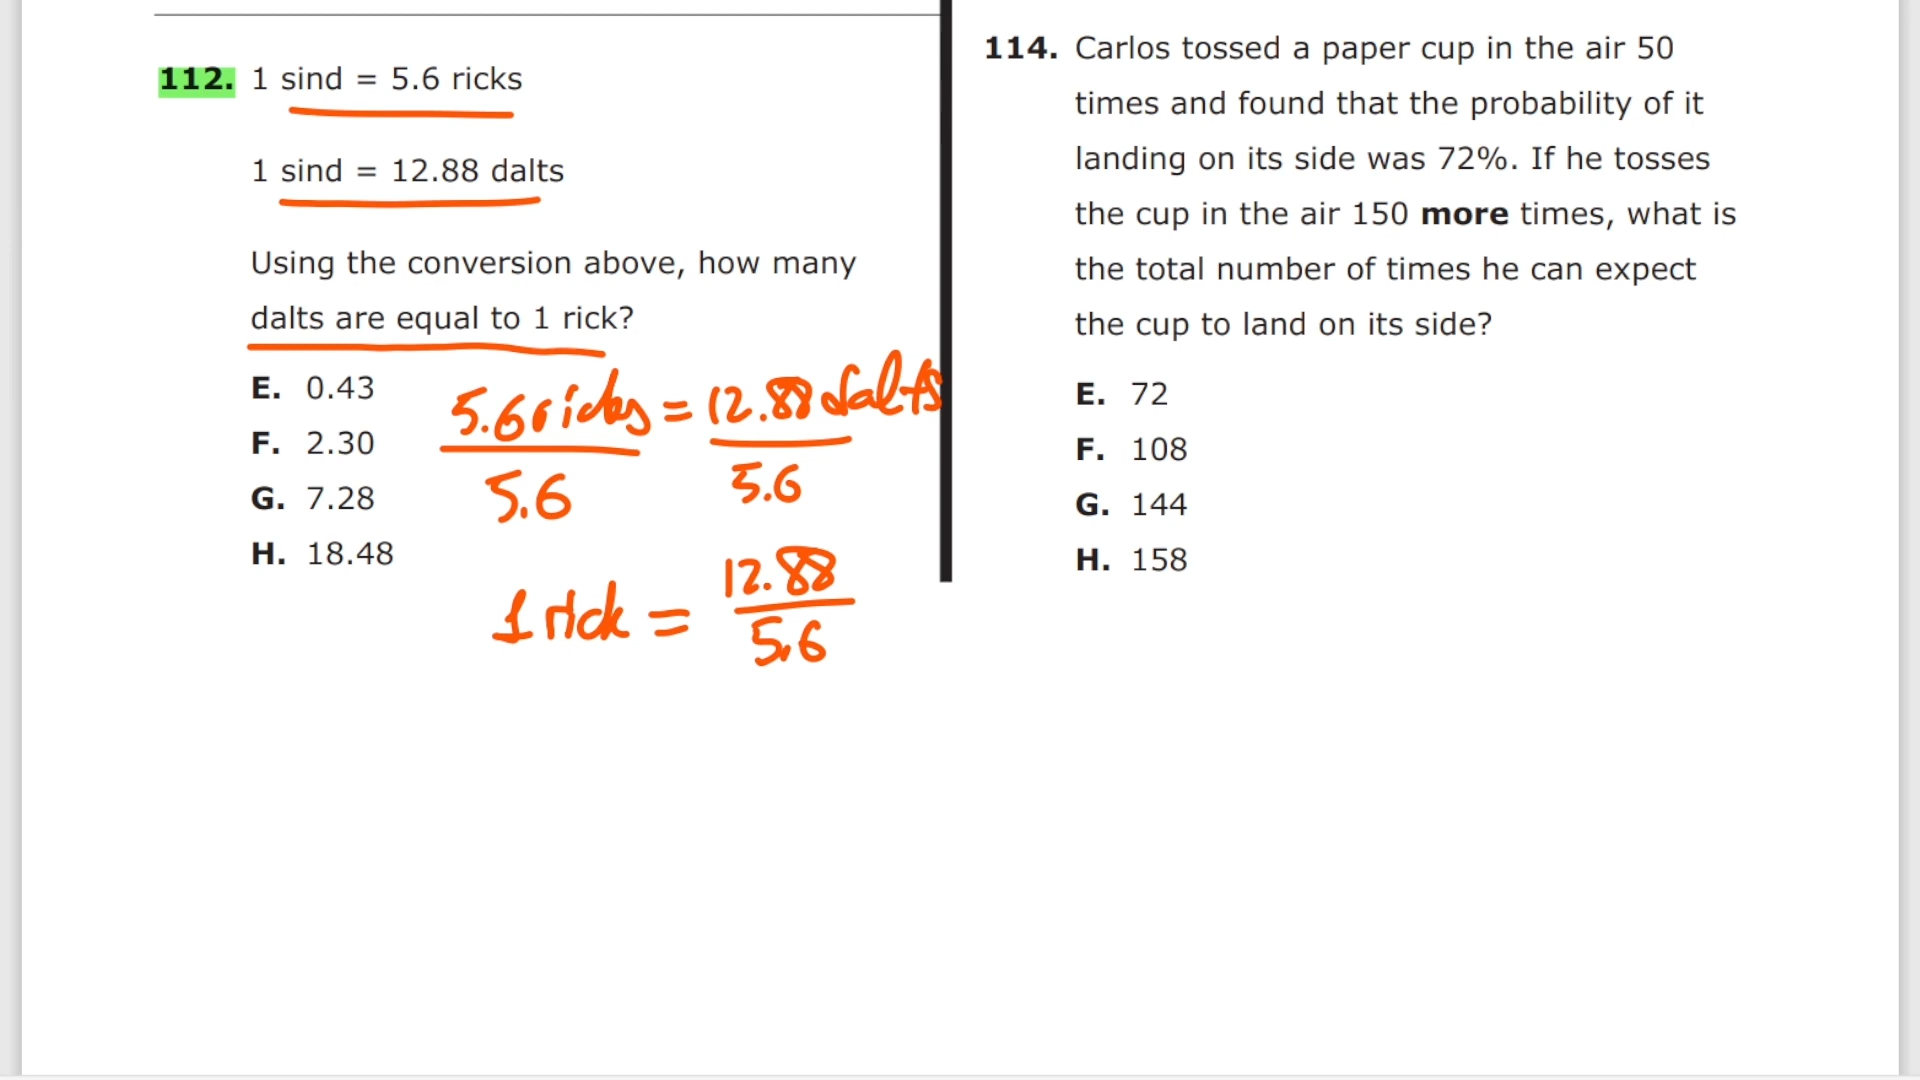 112. 1 sind = 5.6 ricks
1 sind = 12.88 dalts
Using the conversion above, how many
dalts are equal to 1 rick?
E. 0.43
F. 2.30
G. 7.28
H. 18.48
5.6 ricks = 12.88 dalts
5.6 5.6
1 rick = 12.88
5.6
114. Carlos tossed a paper cup in the air 50
times and found that the probability of it
landing on its side was 72%. If he tosses
the cup in the air 150 more times, what is
the total number of times he can expect
the cup to land on its side?
E. 72
F. 108
G. 144
H. 158